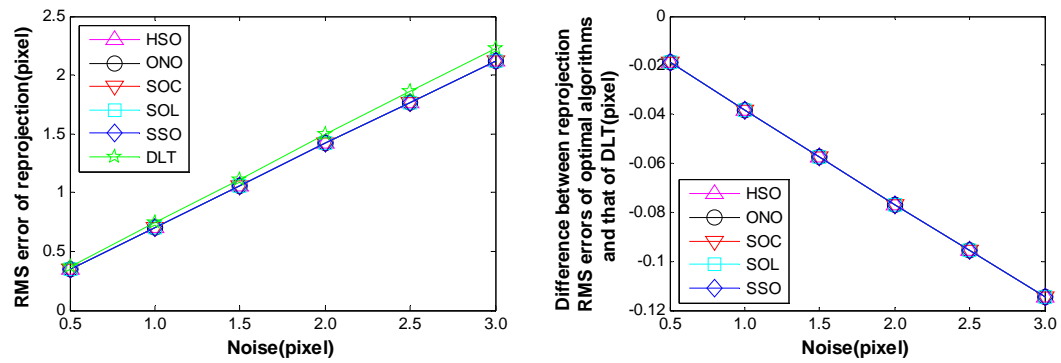 RMS error of reprojection(pixel)
2.5
2
1.5
1
0.5
0
HSO
ONO
SOC
SOL
SSO
DLT
0.5 1.0 1.5 2.0 2.5 3.0
Noise(pixel)
Difference between reprojection
RMS errors of optimal algorithms
and that of DLT(pixel)
0
-0.02
-0.04
-0.06
-0.08
-0.1
-0.12
HSO
ONO
SOC
SOL
SSO
0.5 1.0 1.5 2.0 2.5 3.0
Noise(pixel)